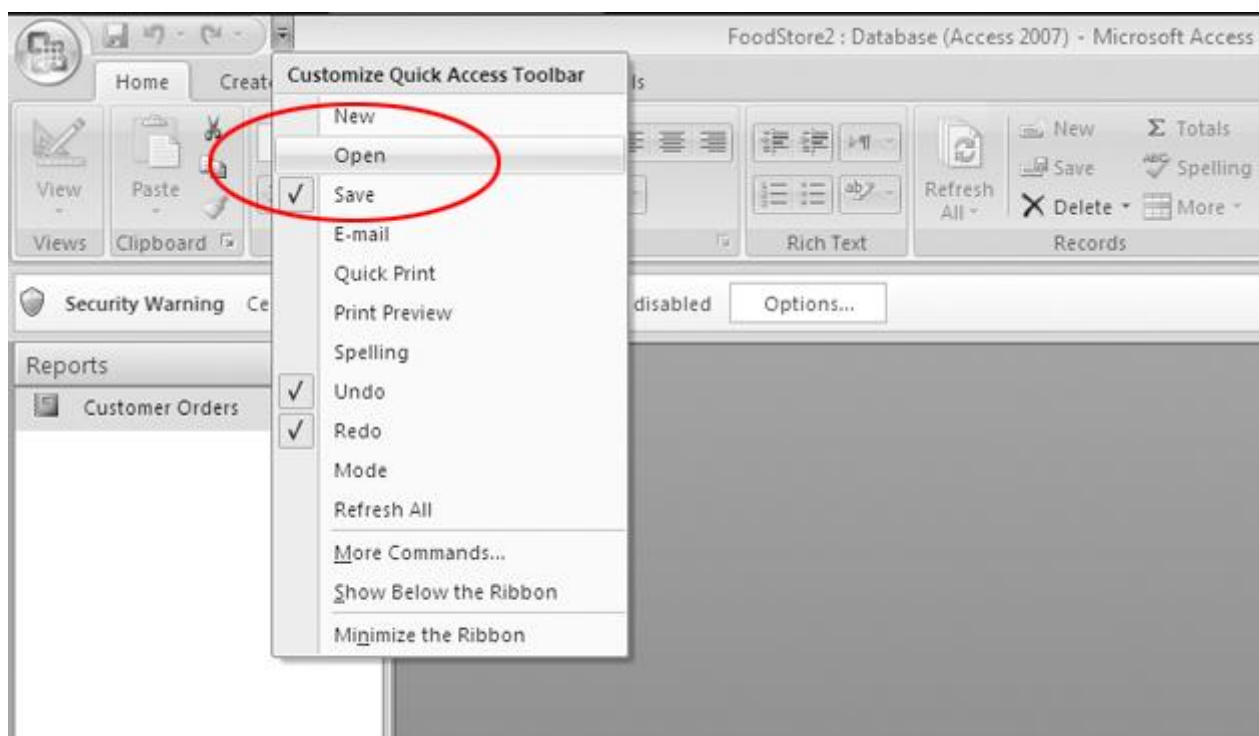 FoodStore2 : Database (Access 2007) - Microsoft Access
Home Create ls
Customize Quick Access Toolbar
New
Open
Save
E-mail
Quick Print
Print Preview
Spelling
Undo
Redo
Mode
Refresh All
More Commands...
Show Below the Ribbon
Minimize the Ribbon
View
Views
Paste
Clipboard
Rich Text
Refresh
All
New
Save
Delete
Σ Totals
Spelling
More
Records
Security Warning Ce disabled Options...
Reports
Customer Orders